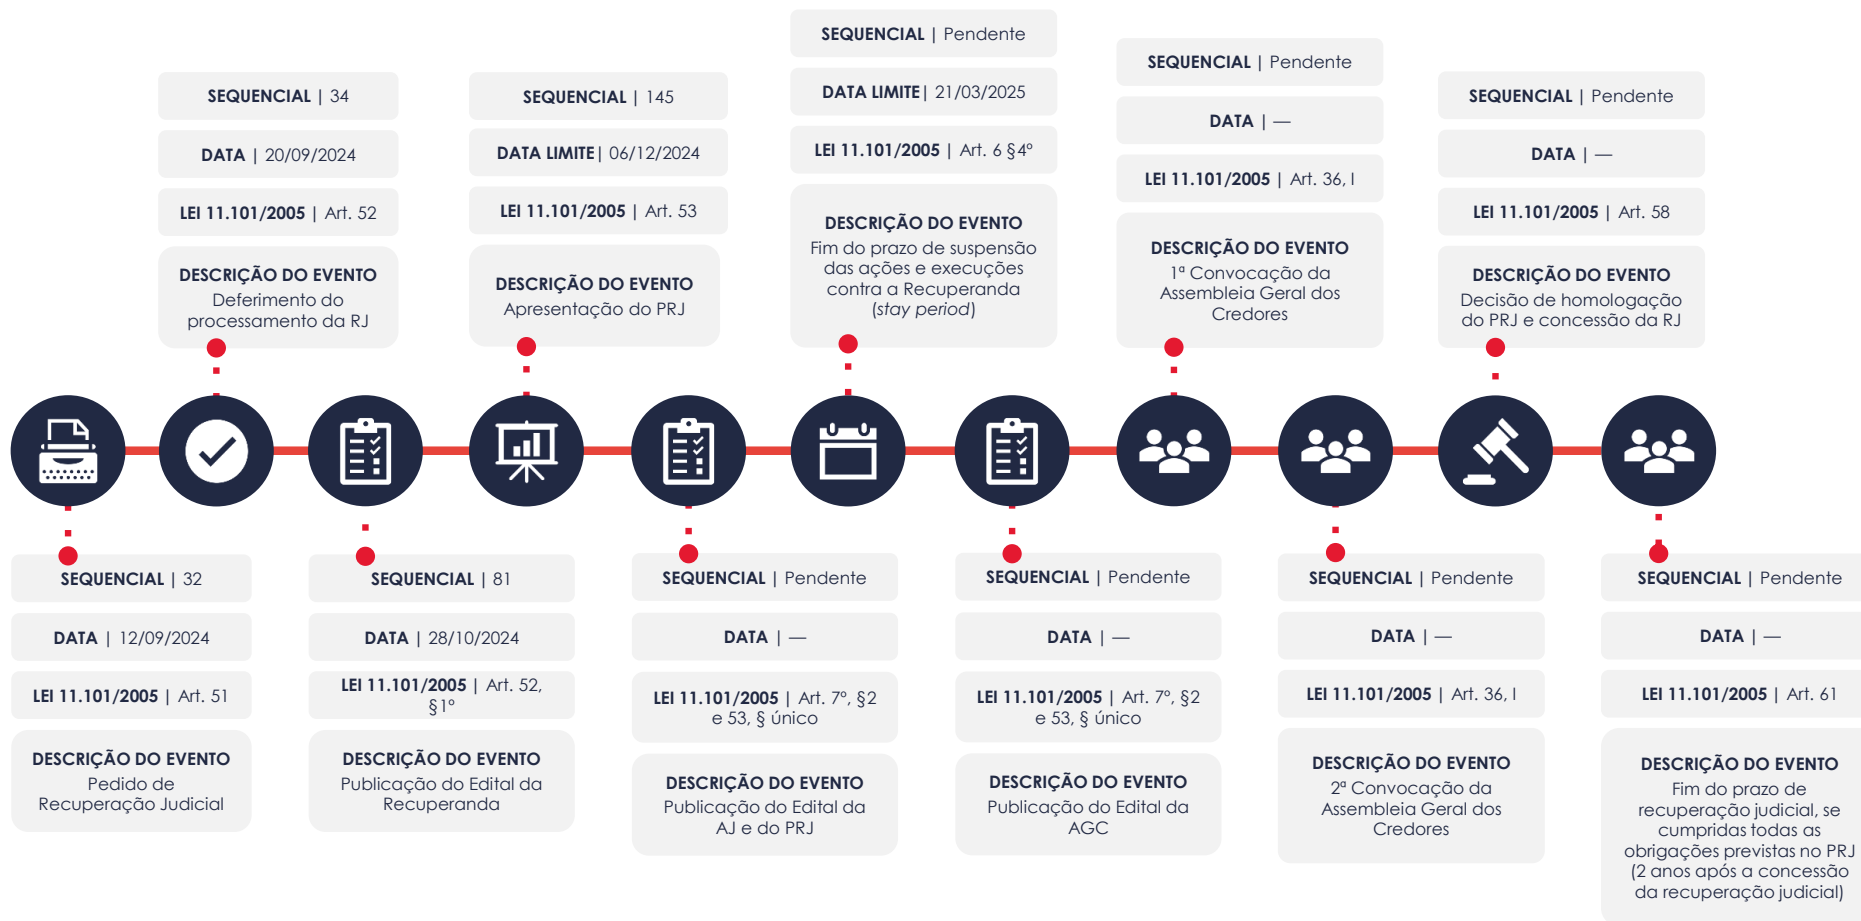 SEQUENCIAL | 34
DATA | 20/09/2024
LEI 11.101/2005 | Art. 52
DESCRIÇÃO DO EVENTO
Deferimento do
processamento da RJ
SEQUENCIAL | 145
DATA LIMITE| 06/12/2024
LEI 11.101/2005 | Art. 53
DESCRIÇÃO DO EVENTO
Apresentação do PRJ
SEQUENCIAL | Pendente
DATA LIMITE| 21/03/2025
LEI 11.101/2005 | Art. 6 §4º
DESCRIÇÃO DO EVENTO
Fim do prazo de suspensão
das ações e execuções
contra a Recuperanda
(stay period)
SEQUENCIAL | Pendente
DATA | —
LEI 11.101/2005 | Art. 36, I
DESCRIÇÃO DO EVENTO
1ª Convocação da
Assembleia Geral dos
Credores
SEQUENCIAL | Pendente
DATA | —
LEI 11.101/2005 | Art. 58
DESCRIÇÃO DO EVENTO
Decisão de homologação
do PRJ e concessão da RJ
SEQUENCIAL | 32
DATA | 12/09/2024
LEI 11.101/2005 | Art. 51
DESCRIÇÃO DO EVENTO
Pedido de
Recuperação Judicial
SEQUENCIAL | 81
DATA | 28/10/2024
LEI 11.101/2005 | Art. 52,
§1º
DESCRIÇÃO DO EVENTO
Publicação do Edital da
Recuperanda
SEQUENCIAL | Pendente
DATA | —
LEI 11.101/2005 | Art. 7º, §2
e 53, § único
DESCRIÇÃO DO EVENTO
Publicação do Edital da
AJ e do PRJ
SEQUENCIAL | Pendente
DATA | —
LEI 11.101/2005 | Art. 7º, §2
e 53, § único
DESCRIÇÃO DO EVENTO
Publicação do Edital da
AGC
SEQUENCIAL | Pendente
DATA | —
LEI 11.101/2005 | Art. 36, I
DESCRIÇÃO DO EVENTO
2ª Convocação da
Assembleia Geral dos
Credores
SEQUENCIAL | Pendente
DATA | —
LEI 11.101/2005 | Art. 61
DESCRIÇÃO DO EVENTO
Fim do prazo de
recuperação judicial, se
cumpridas todas as
obrigações previstas no PRJ
(2 anos após a concessão
da recuperação judicial)